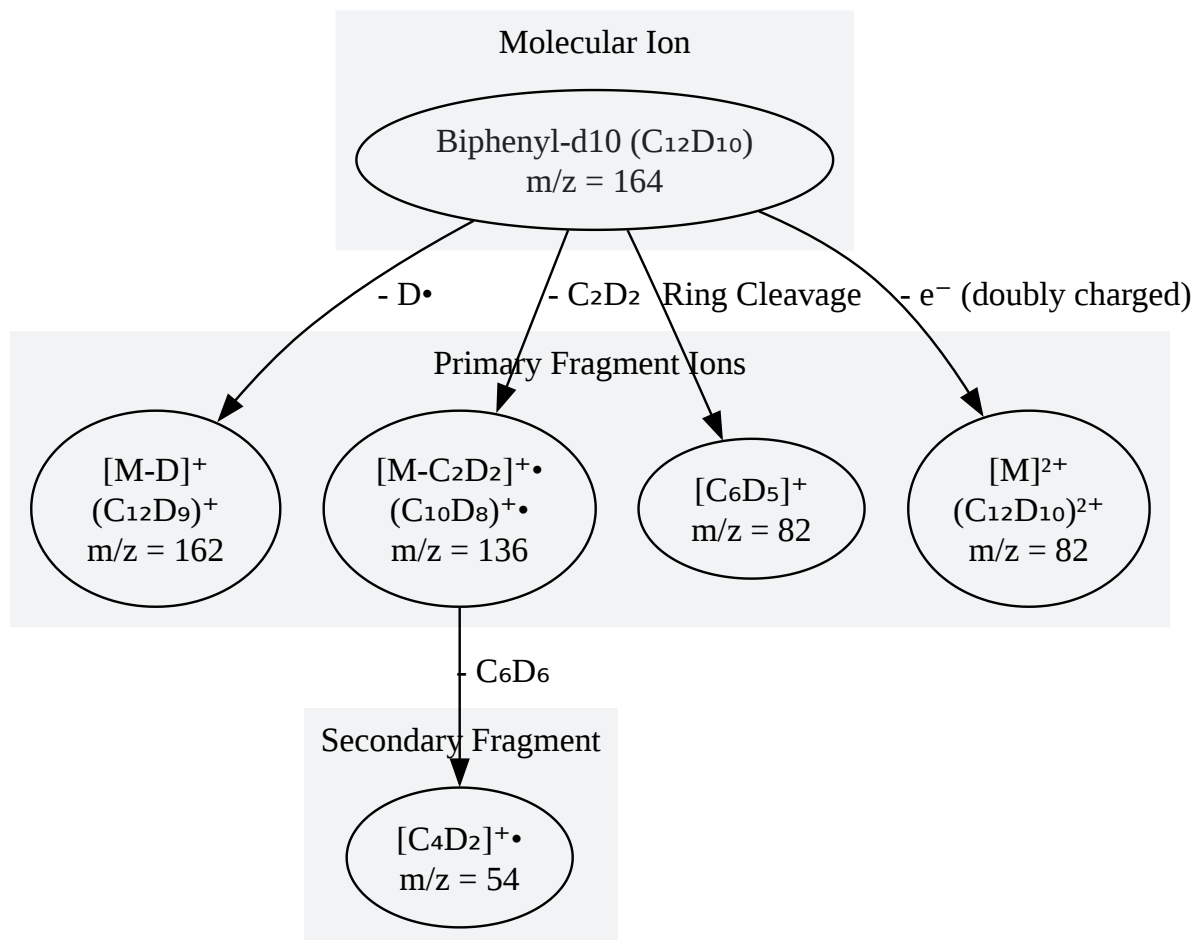 Molecular Ion
Biphenyl-d10 (C₁₂D₁₀)
m/z = 164
- D•
- C₂D₂
Ring Cleavage
- e⁻ (doubly charged)
Primary Fragment Ions
[M-D]⁺
(C₁₂D₉)⁺
m/z = 162
[M-C₂D₂]⁺•
(C₁₀D₈)⁺•
m/z = 136
[C₆D₅]⁺
m/z = 82
[M]²⁺
(C₁₂D₁₀)²⁺
m/z = 82
- C₆D₆
Secondary Fragment
[C₄D₂]⁺•
m/z = 54